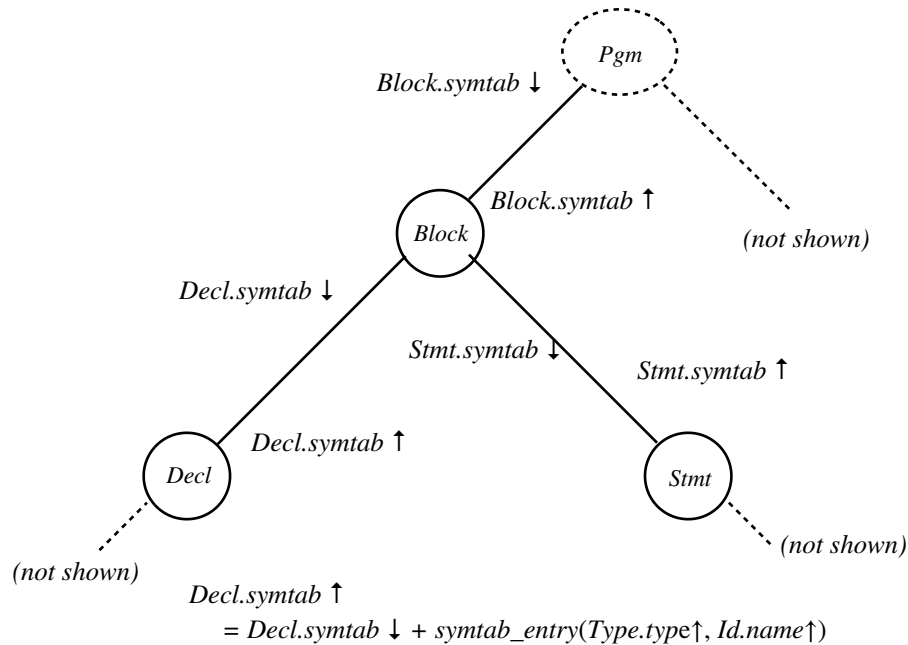 Pgm
Block.symtab ↓
Block.symtab ↑
Block
(not shown)
Decl.symtab ↓
Stmt.symtab ↓
Stmt.symtab ↑
Decl.symtab ↑
Decl
Stmt
(not shown)
(not shown)
Decl.symtab ↑
= Decl.symtab ↓ + symtab_entry(Type.type↑, Id.name↑)